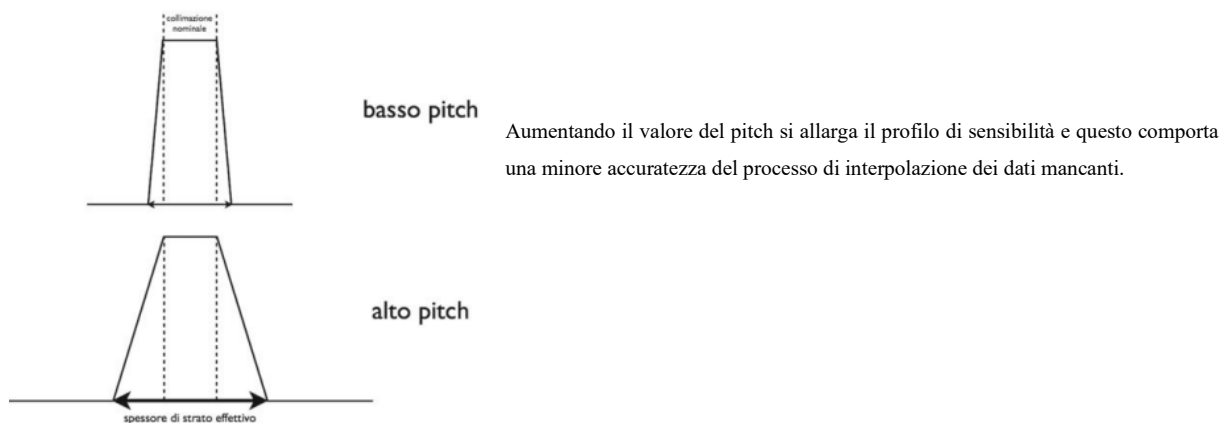 collimazione
nominale
basso pitch
Aumentando il valore del pitch si allarga il profilo di sensibilità e questo comporta
una minore accuratezza del processo di interpolazione dei dati mancanti.
alto pitch
spessore di strato effettivo